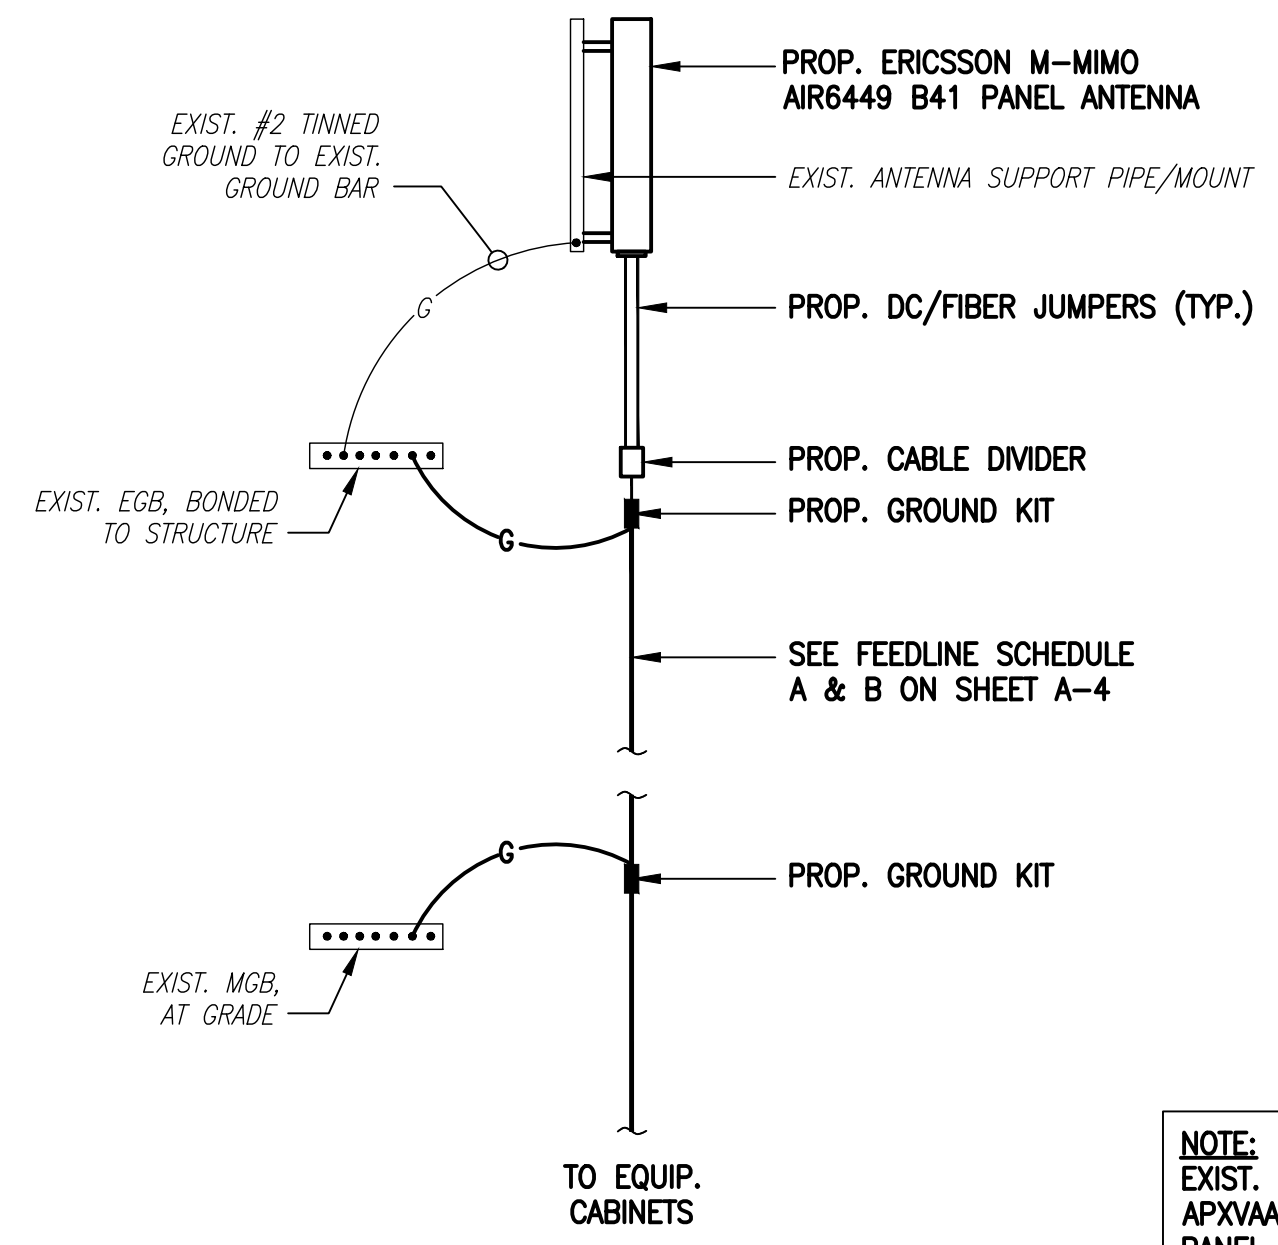 PROP. ERICSSON M-MIMO
AIR6449 B41 PANEL ANTENNA
EXIST. #2 TINNED
GROUND TO EXIST.
GROUND BAR
EXIST. ANTENNA SUPPORT PIPE/MOUNT
G
PROP. DC/FIBER JUMPERS (TYP.)
PROP. CABLE DIVIDER
EXIST. EGB, BONDED
TO STRUCTURE
PROP. GROUND KIT
G
SEE FEEDLINE SCHEDULE
A & B ON SHEET A-4
G
PROP. GROUND KIT
EXIST. MGB,
AT GRADE
TO EQUIP.
CABINETS
NOTE:
EXIST.
APXVAA